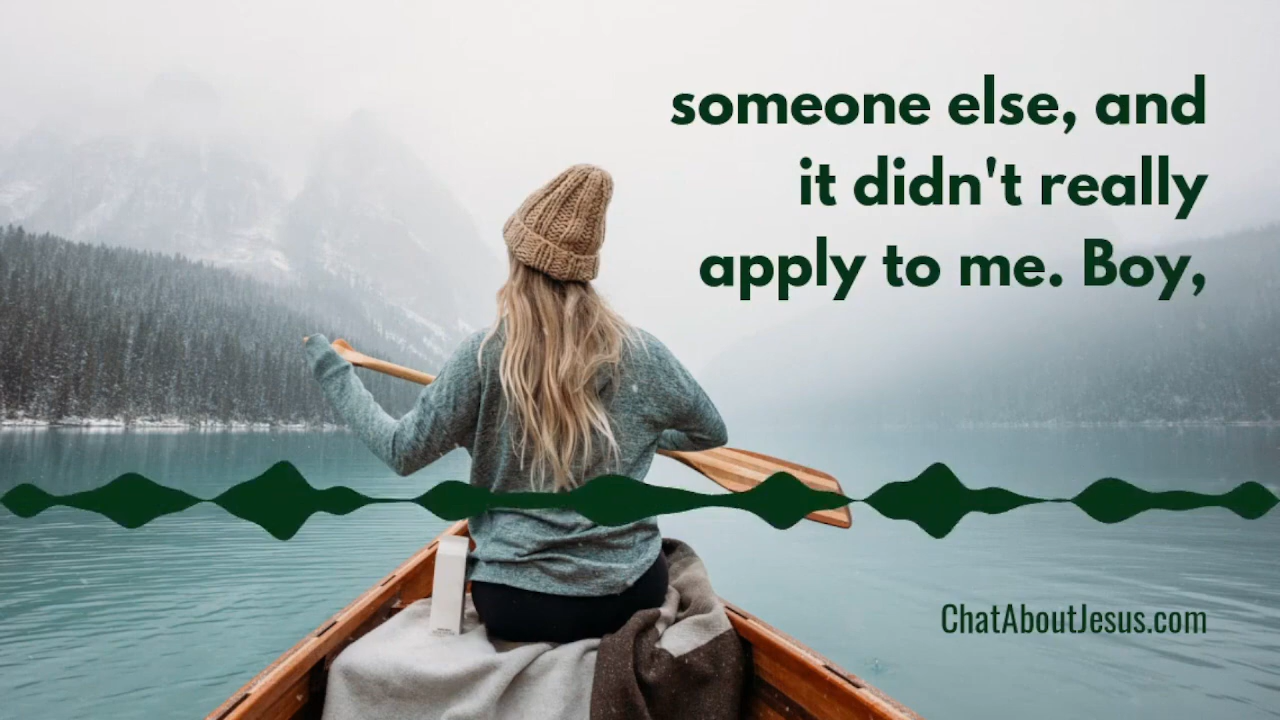 someone else, and
it didn't really
apply to me. Boy,
ChatAboutJesus.com